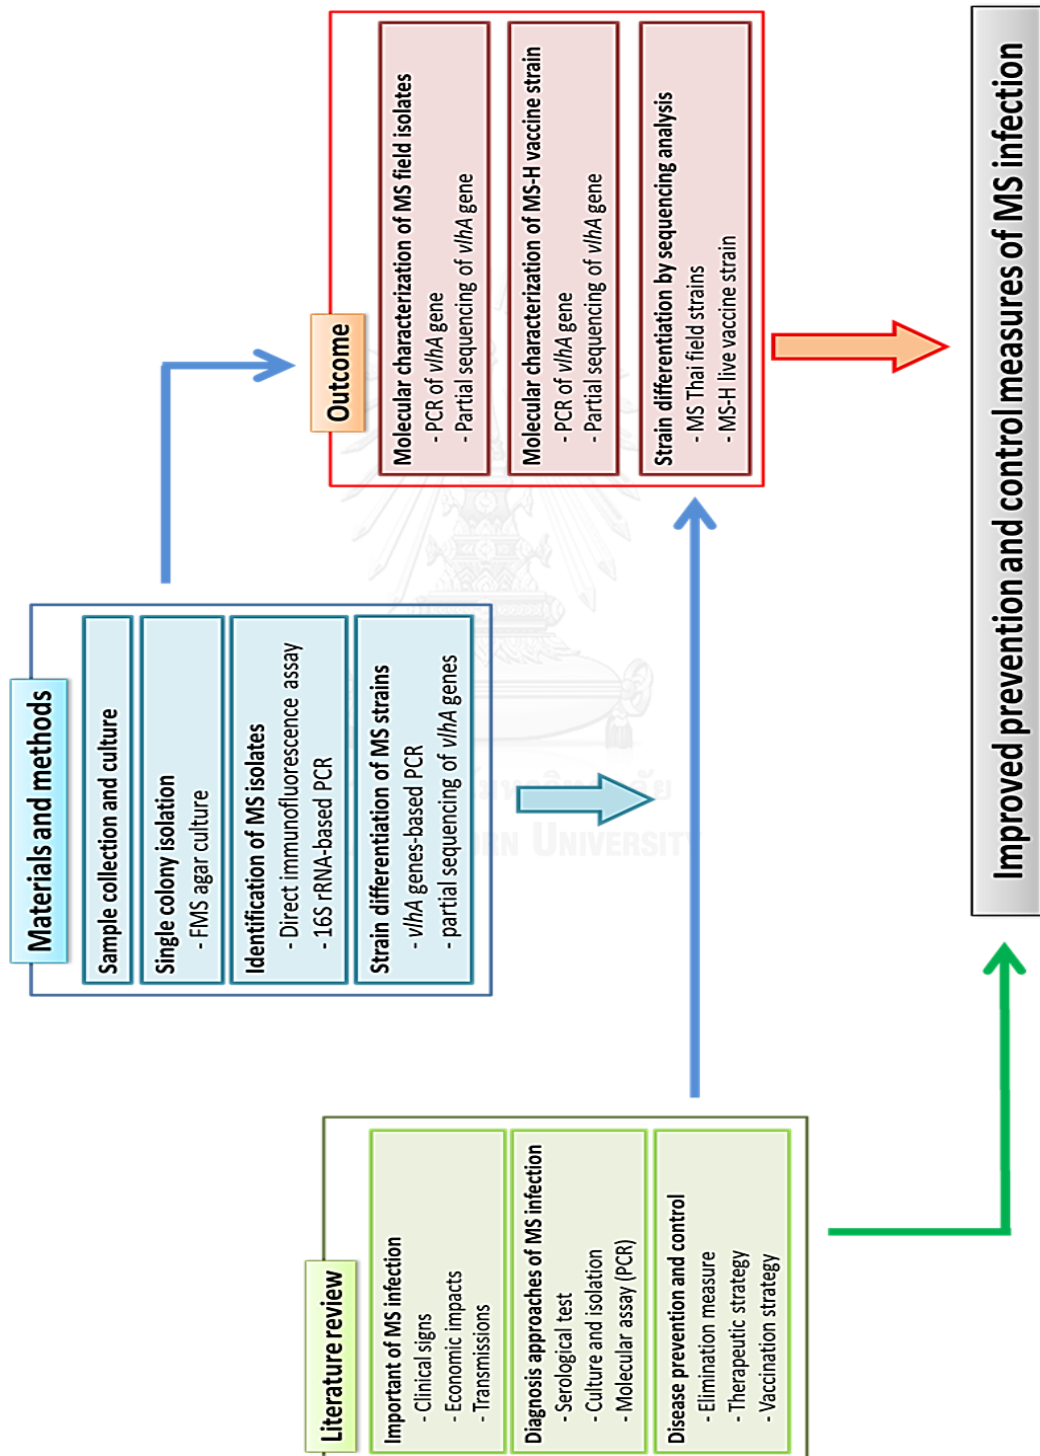 Literature review
Important of MS infection
- Clinical signs
- Economic impacts
- Transmissions
Diagnosis approaches of MS infection
- Serological test
- Culture and isolation
- Molecular assay (PCR)
Disease prevention and control
- Elimination measure
- Therapeutic strategy
- Vaccination strategy
Materials and methods
Sample collection and culture
Single colony isolation
- FMS agar culture
Identification of MS isolates
- Direct immunofluorescence assay
- 16S rRNA-based PCR
Strain differentiation of MS strains
- vlhA genes-based PCR
- partial sequencing of vlhA genes
Outcome
Molecular characterization of MS field isolates
- PCR of vlhA gene
- Partial sequencing of vlhA gene
Molecular characterization of MS-H vaccine strain
- PCR of vlhA gene
- Partial sequencing of vlhA gene
Strain differentiation by sequencing analysis
- MS Thai field strains
- MS-H live vaccine strain
Improved prevention and control measures of MS infection
UNIVERSITY